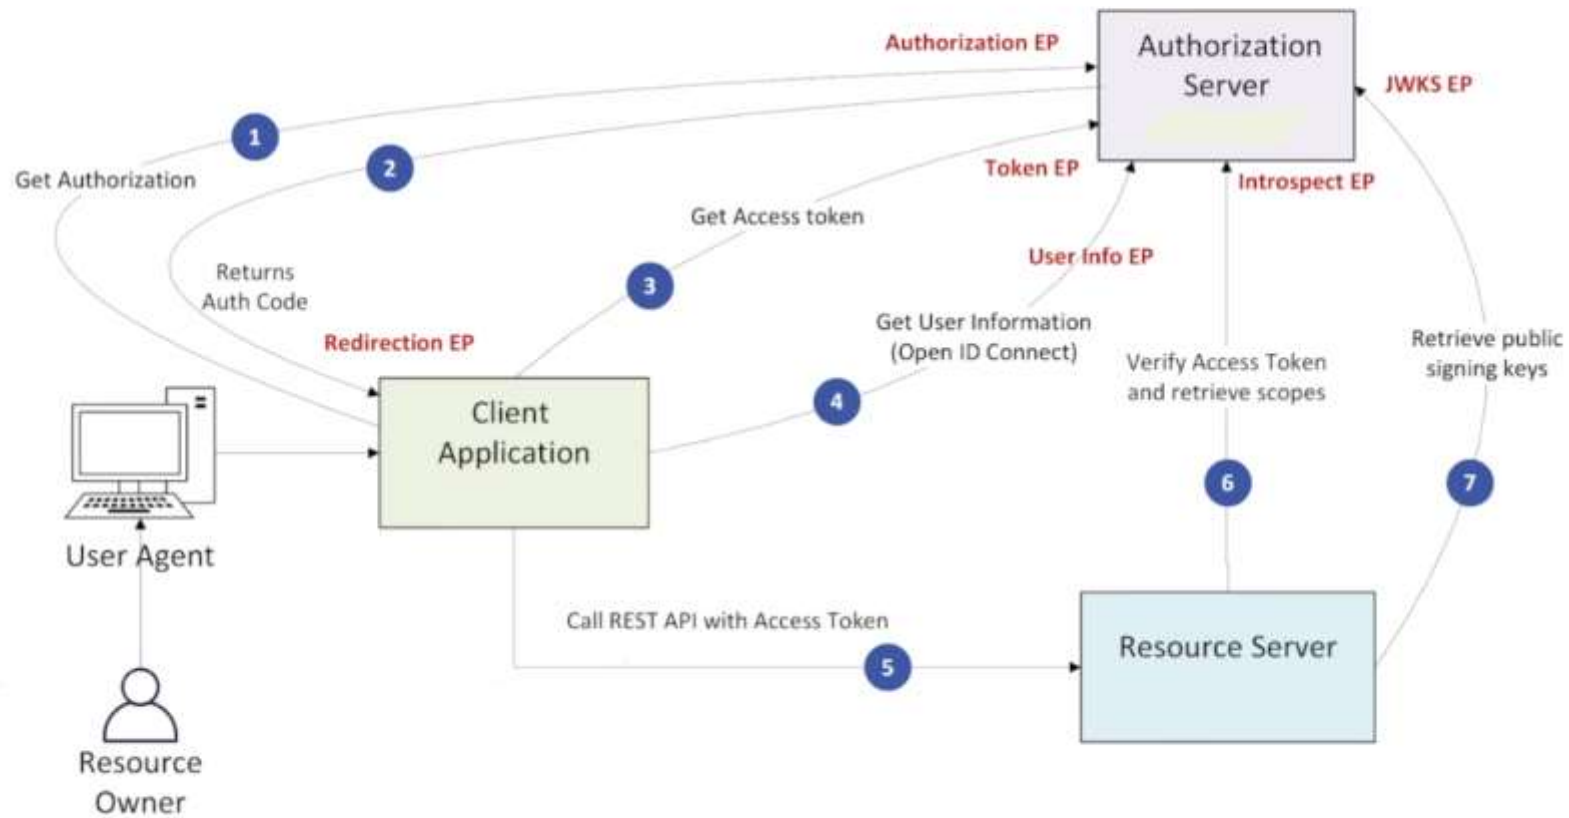 Authorization EP
Authorization
Server
JWKS EP
1
2
Get Authorization
Token EP
Introspect EP
Get Access token
User Info EP
Returns
Auth Code
3
Redirection EP
Get User Information
(Open ID Connect)
Verify Access Token
and retrieve scopes
Retrieve public
signing keys
Client
Application
4
6
7
User Agent
Call REST API with Access Token
5
Resource Server
Resource
Owner